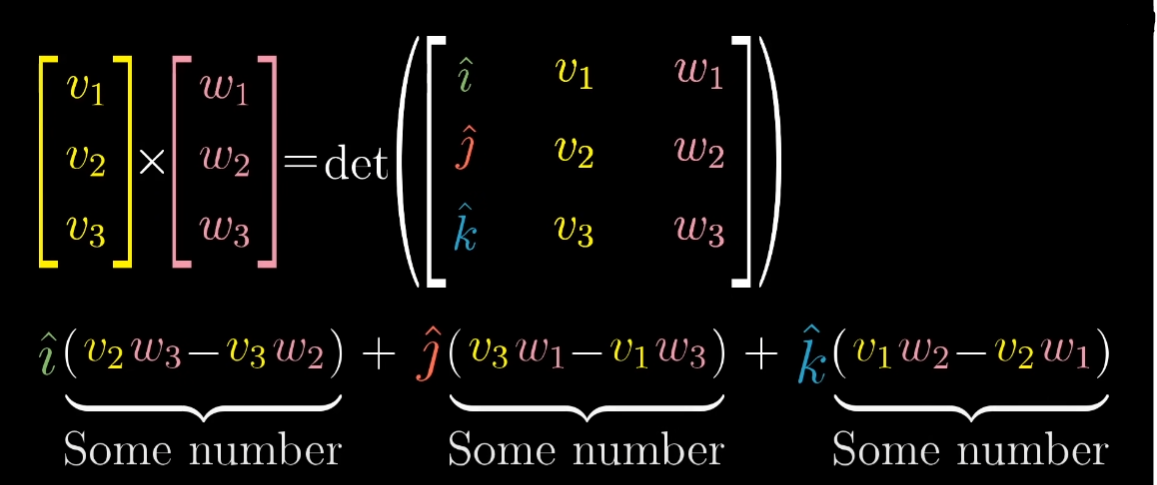 [v₁ v₂ v₃] × [w₁ w₂ w₃] = det([î v₁ w₁
ĵ v₂ w₂
k̂ v₃ w₃])
î(v₂w₃−v₃w₂) + ĵ(v₃w₁−v₁w₃) + k̂(v₁w₂−v₂w₁)
Some number Some number Some number